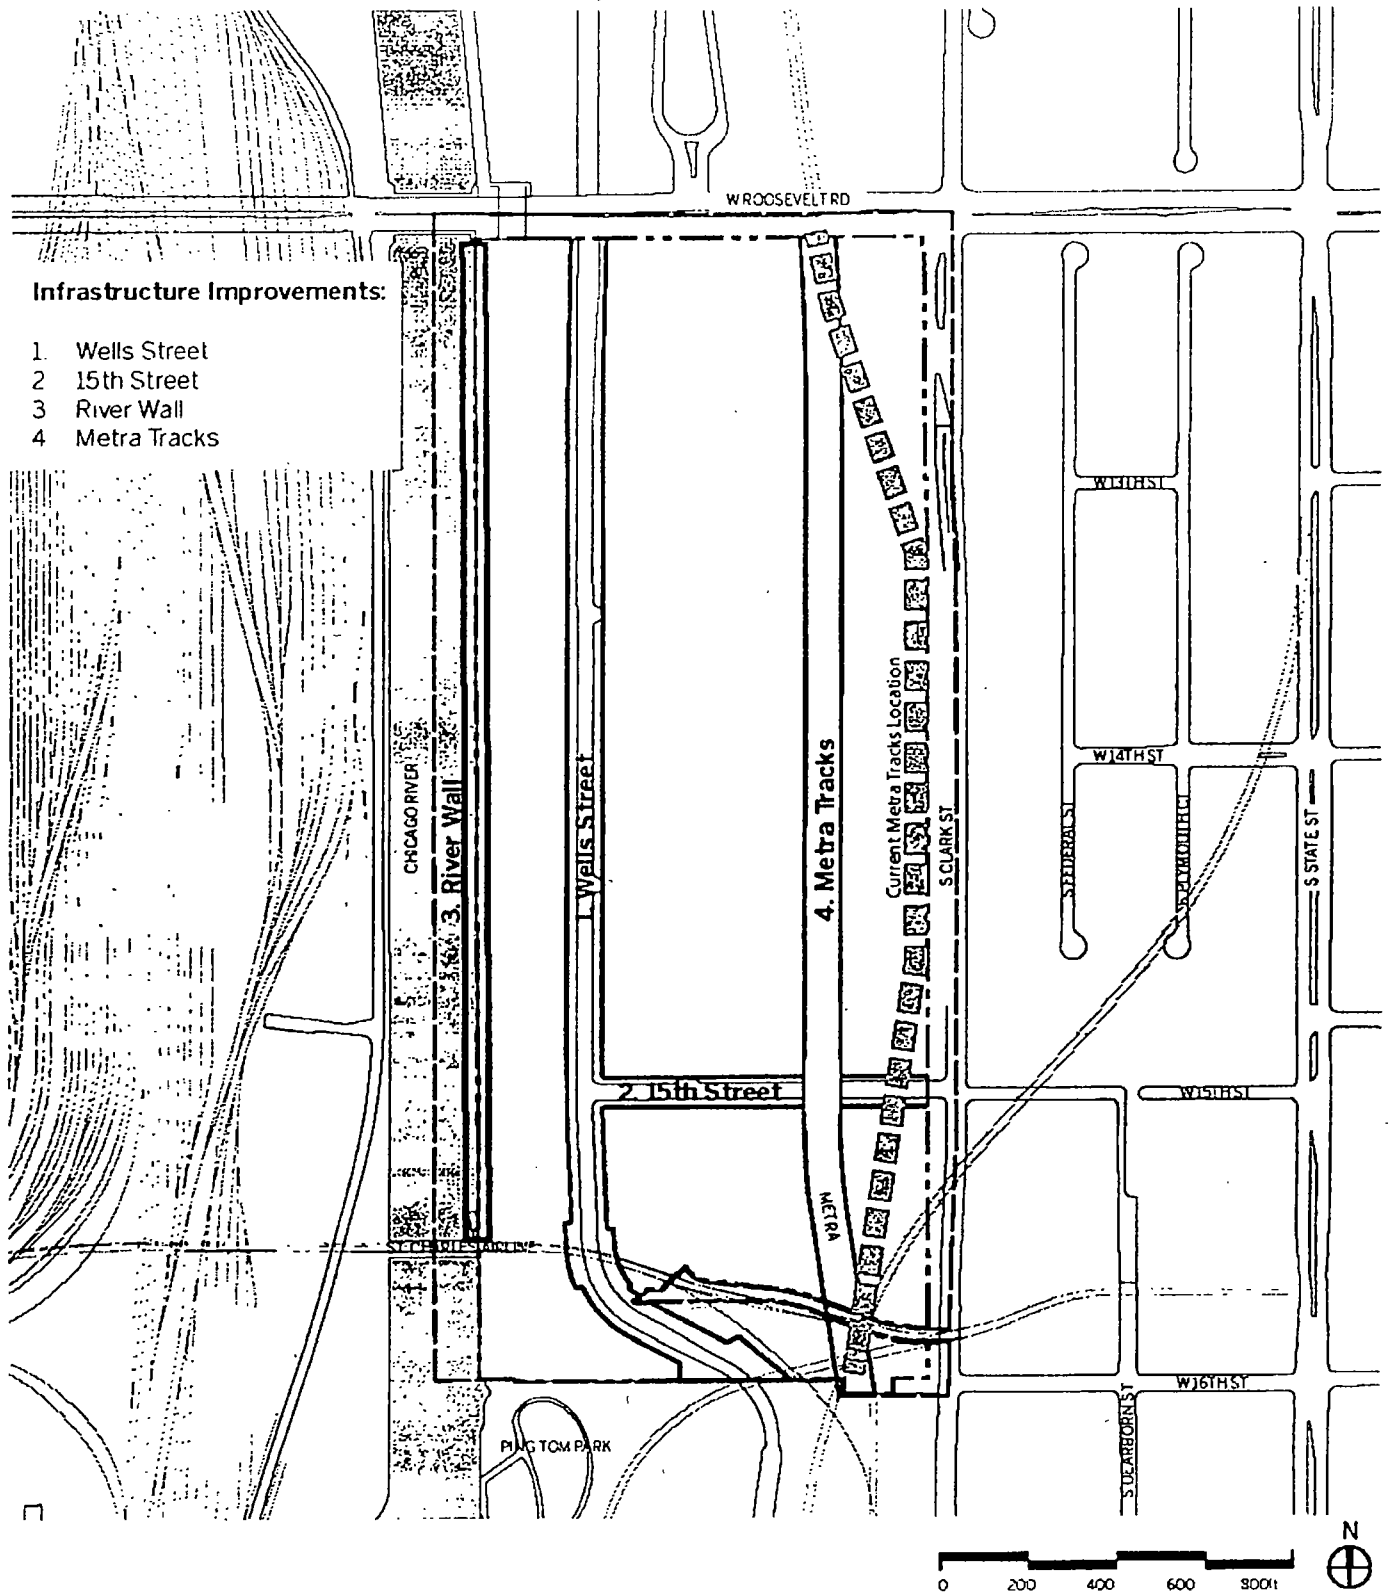 W ROOSEVELT RD
Infrastructure Improvements:
1. Wells Street
2 15th Street
3 River Wall
4 Metra Tracks
W 13TH ST
Current Metra Tracks Location
4. Metra Tracks
W 14TH ST
CHICAGO RIVER
3. River Wall
1. Wells Street
S CLARK ST
S FEDERAL ST
S PLYMOUTH CT
S STATE ST
2. 15th Street
W 15TH ST
METRA
ST CHARLES AIRLINE
W 16TH ST
S DEARBORN ST
PING TOM PARK
N
0 200 400 600 800ft